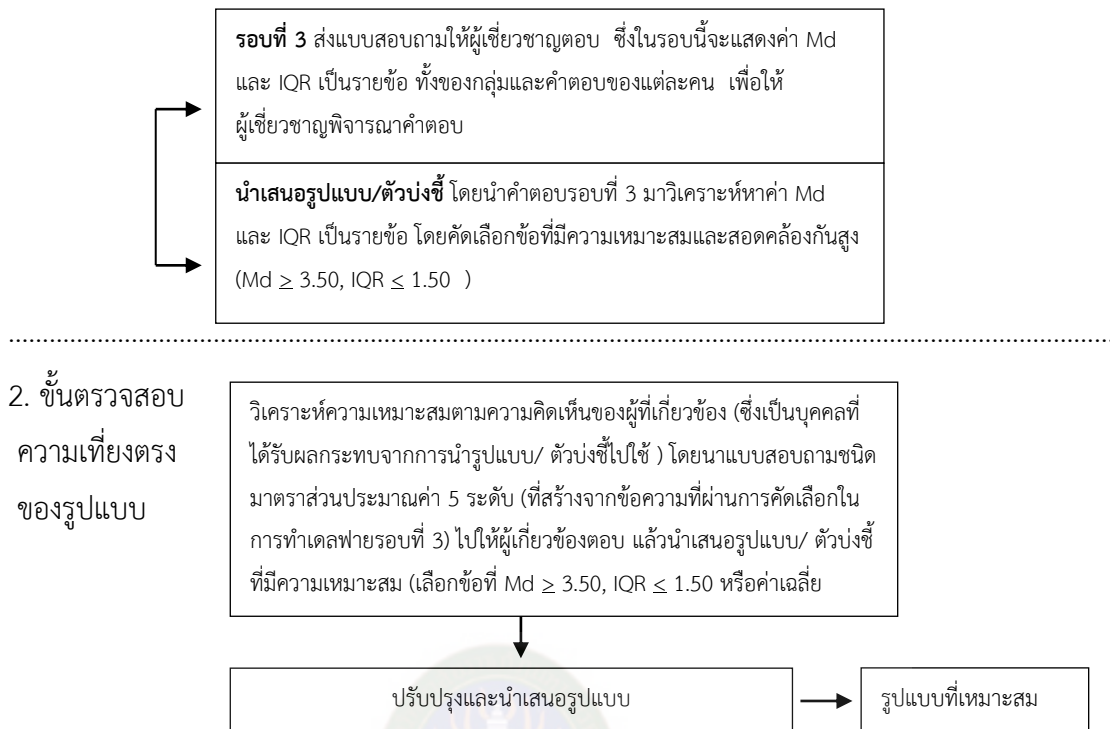 รอบที่ 3 ส่งแบบสอบถามให้ผู้เชี่ยวชาญตอบ ซึ่งในรอบนี้จะแสดงค่า Md
และ IQR เป็นรายข้อ ทั้งของกลุ่มและคำตอบของแต่ละคน เพื่อให้
ผู้เชี่ยวชาญพิจารณาคำตอบ
นำเสนอรูปแบบ/ตัวบ่งชี้ โดยนำคำตอบรอบที่ 3 มาวิเคราะห์หาค่า Md
และ IQR เป็นรายข้อ โดยคัดเลือกข้อที่มีความเหมาะสมและสอดคล้องกันสูง
(Md ≥ 3.50, IQR ≤ 1.50 )
2. ขั้นตรวจสอบ
ความเที่ยงตรง
ของรูปแบบ
วิเคราะห์ความเหมาะสมตามความคิดเห็นของผู้ที่เกี่ยวข้อง (ซึ่งเป็นบุคคลที่
ได้รับผลกระทบจากการนำรูปแบบ/ ตัวบ่งชี้ไปใช้ ) โดยนาแบบสอบถามชนิด
มาตราส่วนประมาณค่า 5 ระดับ (ที่สร้างจากข้อความที่ผ่านการคัดเลือกใน
การทำเดลฟายรอบที่ 3) ไปให้ผู้เกี่ยวข้องตอบ แล้วนำเสนอรูปแบบ/ ตัวบ่งชี้
ที่มีความเหมาะสม (เลือกข้อที่ Md ≥ 3.50, IQR ≤ 1.50 หรือค่าเฉลี่ย
ปรับปรุงและนำเสนอรูปแบบ
รูปแบบที่เหมาะสม